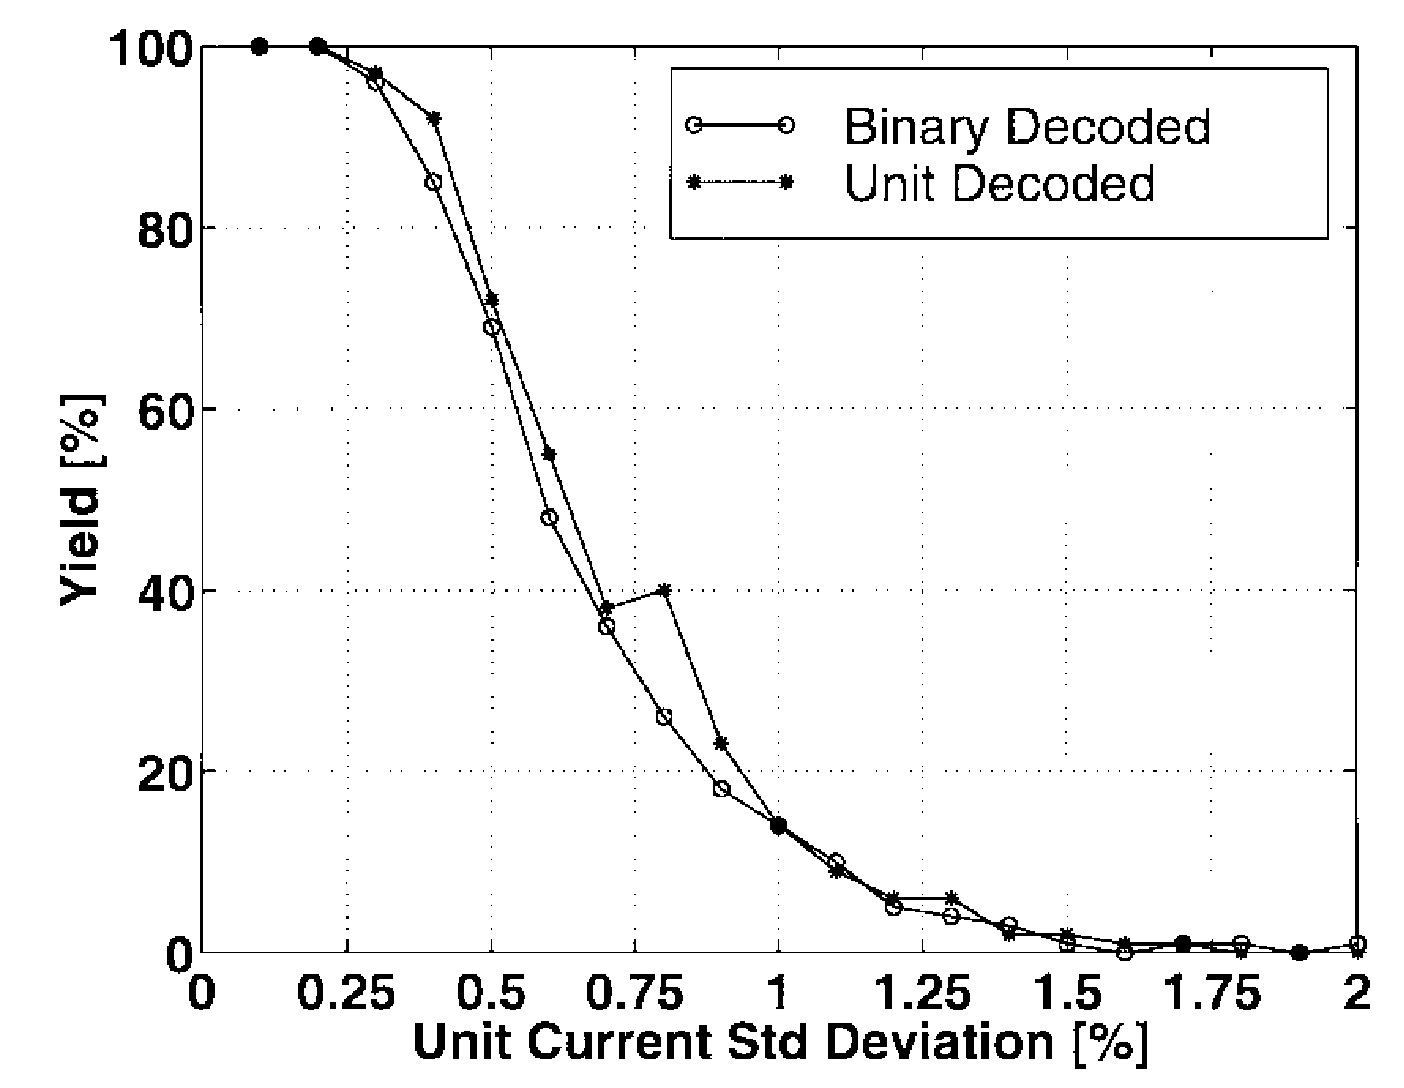 100
80
60
40
20
0
Yield [%]
Binary Decoded
Unit Decoded
0 0.25 0.5 0.75 1 1.25 1.5 1.75 2
Unit Current Std Deviation [%]